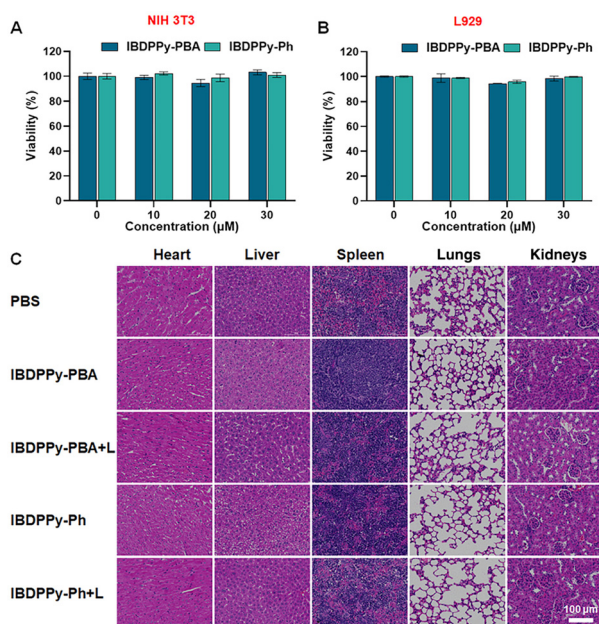 A
NIH 3T3
IBDPPy-PBA
IBDPPy-Ph
Viability (%)
120
100
80
60
40
20
0
0 10 20 30
Concentration (μM)
B
L929
IBDPPy-PBA
IBDPPy-Ph
Viability (%)
120
100
80
60
40
20
0
0 10 20 30
Concentration (μM)
C
Heart Liver Spleen Lungs Kidneys
PBS
IBDPPy-PBA
IBDPPy-PBA+L
IBDPPy-Ph
IBDPPy-Ph+L
100 μm